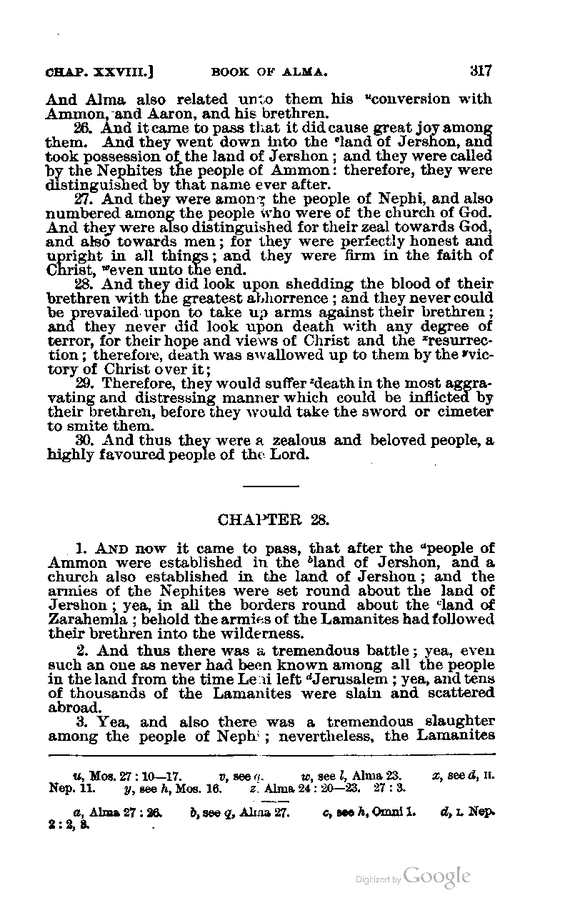 CHAP. XXVIII.] BOOK OF ALMA. 317
And Alma also related unto them his ᵘconversion with
Ammon, and Aaron, and his brethren.
26. And it came to pass that it did cause great joy among
them. And they went down into the ᵛland of Jershon, and
took possession of the land of Jershon; and they were called
by the Nephites the people of Ammon: therefore, they were
distinguished by that name ever after.
27. And they were among the people of Nephi, and also
numbered among the people who were of the church of God.
And they were also distinguished for their zeal towards God,
and also towards men; for they were perfectly honest and
upright in all things; and they were firm in the faith of
Christ, ʷeven unto the end.
28. And they did look upon shedding the blood of their
brethren with the greatest abhorrence; and they never could
be prevailed upon to take up arms against their brethren;
and they never did look upon death with any degree of
terror, for their hope and views of Christ and the ˣresurrec-
tion; therefore, death was swallowed up to them by the ʸvic-
tory of Christ over it;
29. Therefore, they would suffer ᶻdeath in the most aggra-
vating and distressing manner which could be inflicted by
their brethren, before they would take the sword or cimeter
to smite them.
30. And thus they were a zealous and beloved people, a
highly favoured people of the Lord.
CHAPTER 28.
1. AND now it came to pass, that after the ᵃpeople of
Ammon were established in the ᵇland of Jershon, and a
church also established in the land of Jershon; and the
armies of the Nephites were set round about the land of
Jershon; yea, in all the borders round about the ᶜland of
Zarahemla; behold the armies of the Lamanites had followed
their brethren into the wilderness.
2. And thus there was a tremendous battle; yea, even
such an one as never had been known among all the people
in the land from the time Lehi left ᵈJerusalem; yea, and tens
of thousands of the Lamanites were slain and scattered
abroad.
3. Yea, and also there was a tremendous slaughter
among the people of Nephi; nevertheless, the Lamanites
u, Mos. 27:10—17. v, see q. w, see l, Alma 23. x, see d, II.
Nep. 11. y, see h, Mos. 16. z. Alma 24:20—23. 27:3.
a, Alma 27:26. b, see q, Alma 27. c, see h, Omni 1. d, I. Nep.
2:2, 3.
Digitized by Google